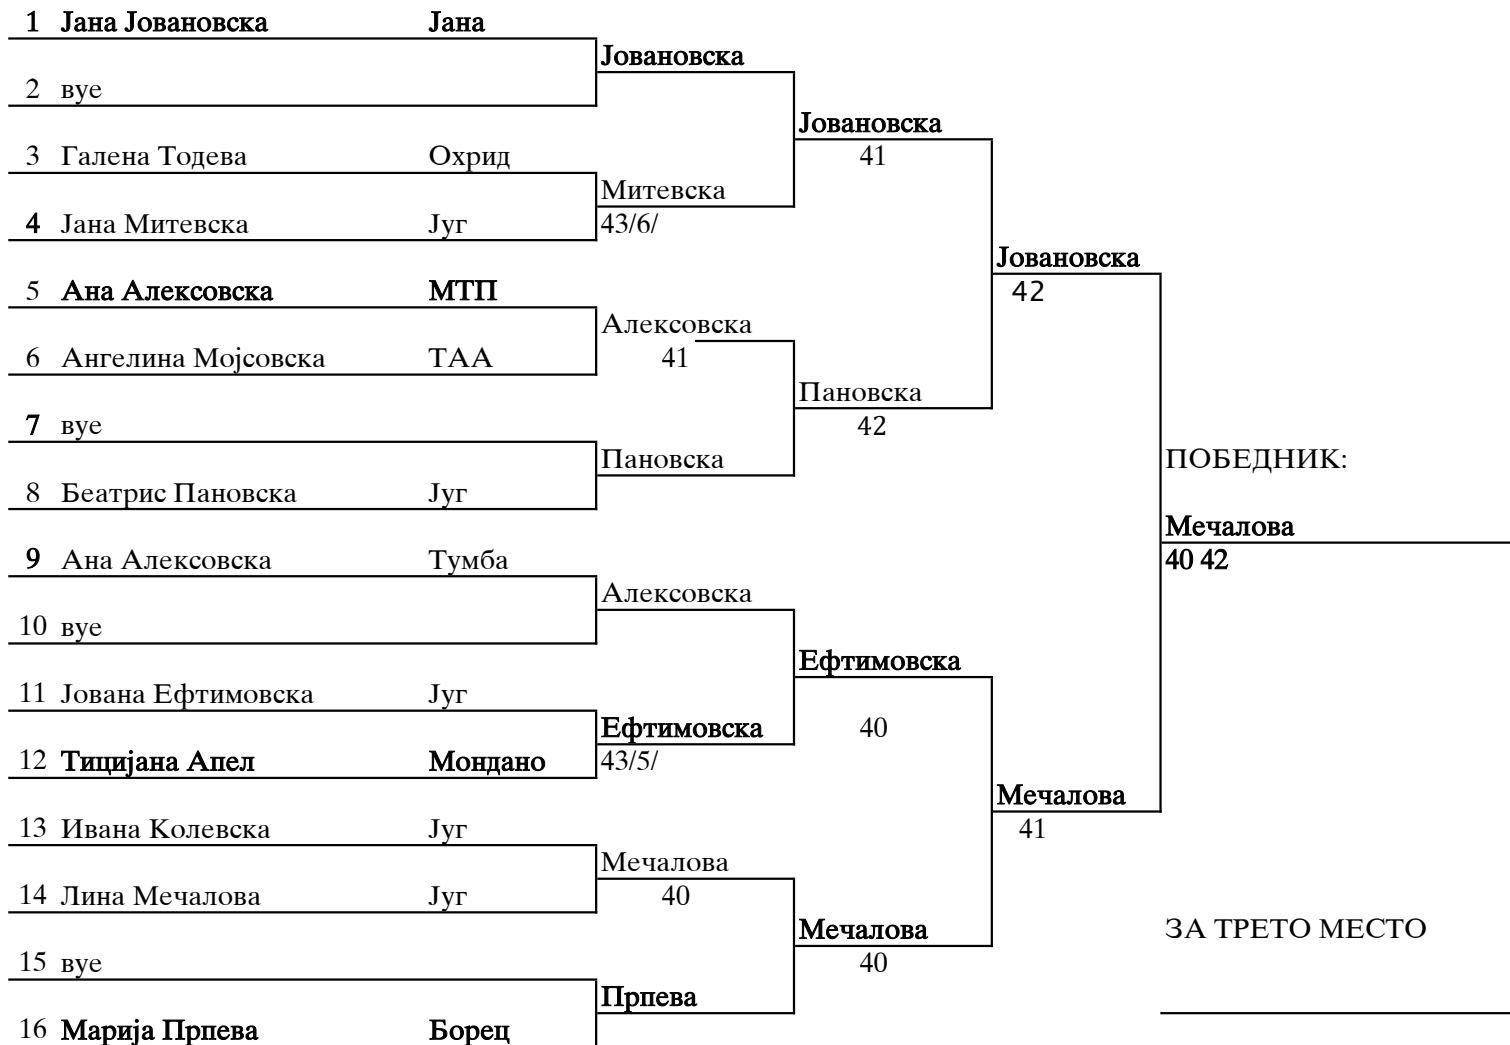 1 Јана Јовановска Јана
Јовановска
2 вуе
Јовановска
3 Галена Тодева Охрид 41
Митевска
4 Јана Митевска Југ 43/6/
Јовановска
5 Ана Алексовска МТП 42
Алексовска
6 Ангелина Мојсовска ТАА 41
Пановска
7 вуе 42
Пановска ПОБЕДНИК:
8 Беатрис Пановска Југ
Мечалова
9 Ана Алексовска Тумба 40 42
Алексовска
10 вуе
Ефтимовска
11 Јована Ефтимовска Југ
Ефтимовска 40
12 Тицијана Апел Мондано 43/5/
Мечалова
13 Ивана Колевска Југ 41
Мечалова
14 Лина Мечалова Југ 40
Мечалова ЗА ТРЕТО МЕСТО
15 вуе 40
Прпева
16 Марија Прпева Борец